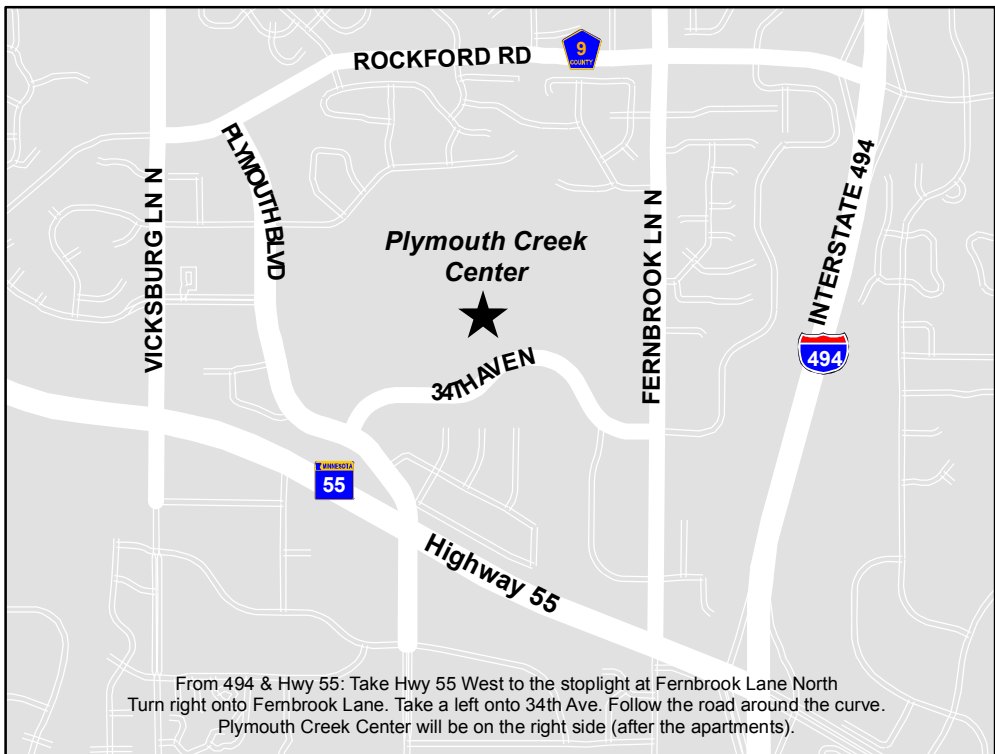 ROCKFORD RD
9
COUNTY
PLYMOUTH BLVD
VICKSBURG LN N
Plymouth Creek
Center
FERNBROOK LN N
INTERSTATE 494
494
34TH AVE N
MINNESOTA
55
Highway 55
From 494 & Hwy 55: Take Hwy 55 West to the stoplight at Fernbrook Lane North
Turn right onto Fernbrook Lane. Take a left onto 34th Ave. Follow the road around the curve.
Plymouth Creek Center will be on the right side (after the apartments).